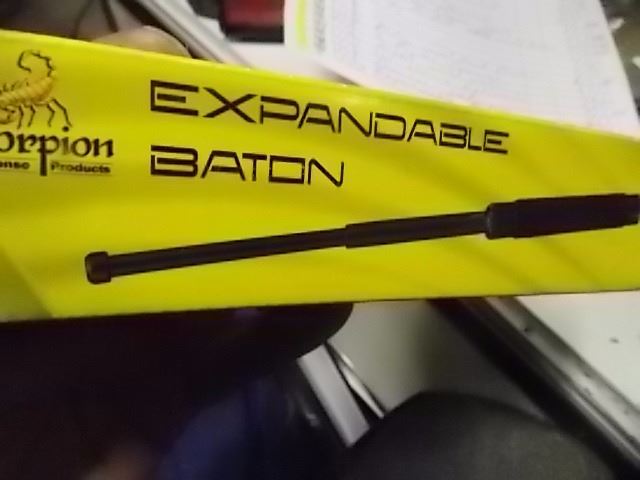 EXPANDABLE
BATON
orpion
ense Products